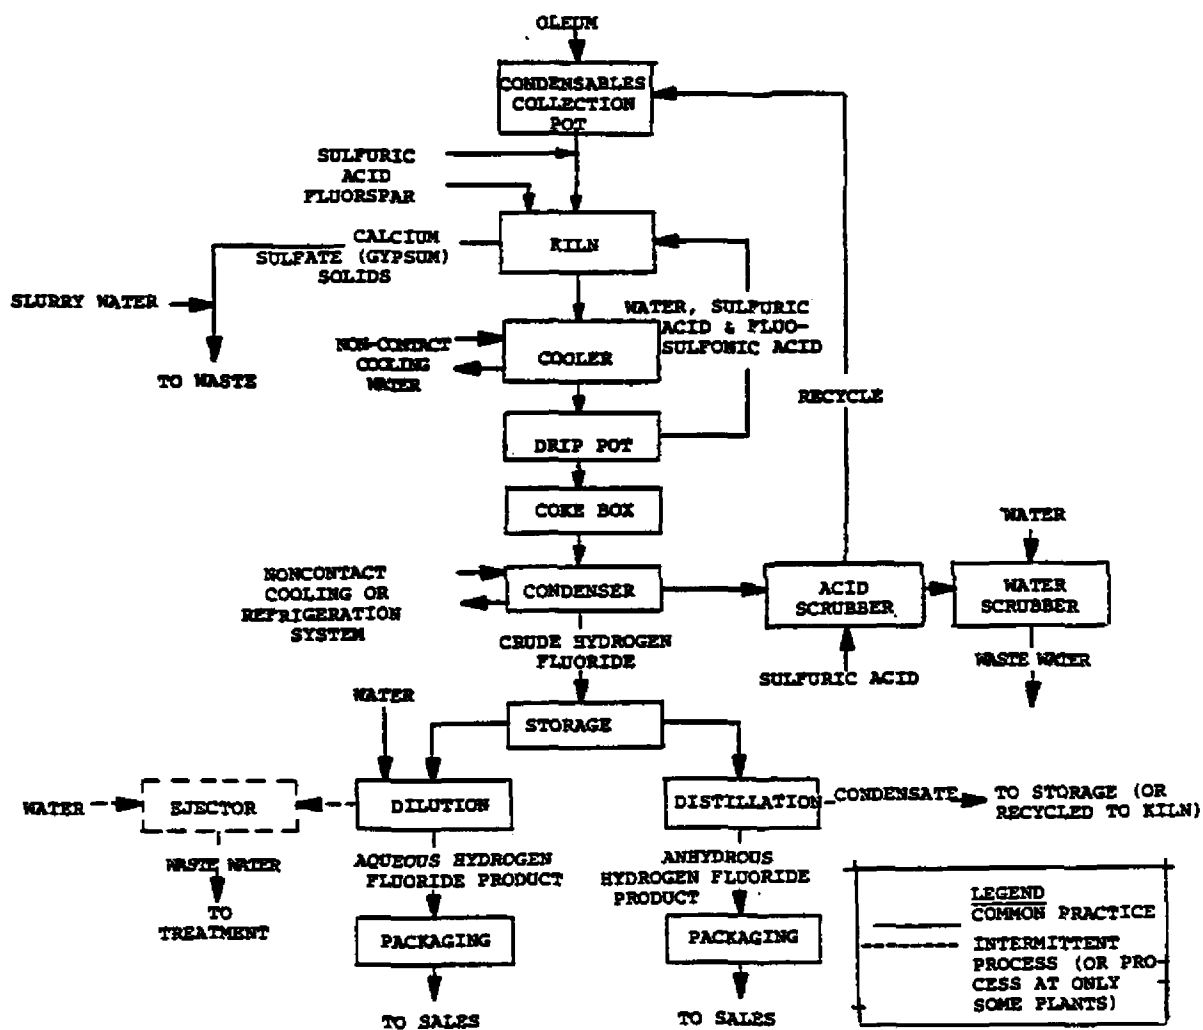 OLEUM
CONDENSABLES
COLLECTION
POT
SULFURIC
ACID
FLUORSPAR
KILN
CALCIUM
SULFATE (GYPSUM)
SOLIDS
SLURRY WATER
TO WASTE
WATER, SULFURIC
ACID & FLUO-
SULFONIC ACID
NON-CONTACT
COOLING
WATER
COOLER
RECYCLE
DRIP POT
COKE BOX
WATER
NONCONTACT
COOLING OR
REFRIGERATION
SYSTEM
CONDENSER
ACID
SCRUBBER
WATER
SCRUBBER
CRUDE HYDROGEN
FLUORIDE
SULFURIC ACID
WASTE WATER
WATER
STORAGE
WATER
EJECTOR
DILUTION
DISTILLATION
CONDENSATE
TO STORAGE (OR
RECYCLED TO KILN)
WASTE WATER
TO
TREATMENT
AQUEOUS HYDROGEN
FLUORIDE PRODUCT
ANHYDROUS
HYDROGEN FLUORIDE
PRODUCT
PACKAGING
PACKAGING
TO SALES
TO SALES
LEGEND
COMMON PRACTICE
INTERMITTENT
PROCESS (OR PRO-
CESS AT ONLY
SOME PLANTS)